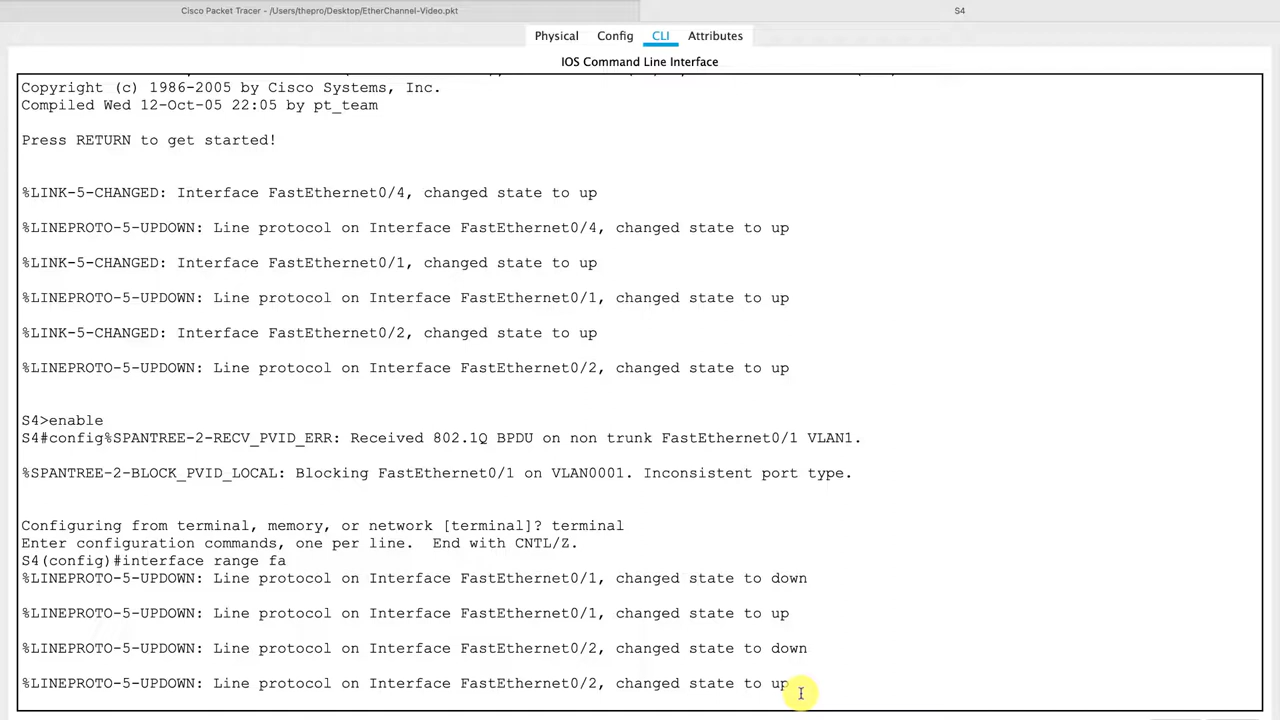 Cisco Packet Tracer - /Users/thepro/Desktop/EtherChannel-Video.pkt
S4
Physical Config CLI Attributes
IOS Command Line Interface
Copyright (c) 1986-2005 by Cisco Systems, Inc.
Compiled Wed 12-Oct-05 22:05 by pt_team
Press RETURN to get started!
%LINK-5-CHANGED: Interface FastEthernet0/4, changed state to up
%LINEPROTO-5-UPDOWN: Line protocol on Interface FastEthernet0/4, changed state to up
%LINK-5-CHANGED: Interface FastEthernet0/1, changed state to up
%LINEPROTO-5-UPDOWN: Line protocol on Interface FastEthernet0/1, changed state to up
%LINK-5-CHANGED: Interface FastEthernet0/2, changed state to up
%LINEPROTO-5-UPDOWN: Line protocol on Interface FastEthernet0/2, changed state to up
S4>enable
S4#config%SPANTREE-2-RECV_PVID_ERR: Received 802.1Q BPDU on non trunk FastEthernet0/1 VLAN1.
%SPANTREE-2-BLOCK_PVID_LOCAL: Blocking FastEthernet0/1 on VLAN0001. Inconsistent port type.
Configuring from terminal, memory, or network [terminal]? terminal
Enter configuration commands, one per line.  End with CNTL/Z.
S4(config)#interface range fa
%LINEPROTO-5-UPDOWN: Line protocol on Interface FastEthernet0/1, changed state to down
%LINEPROTO-5-UPDOWN: Line protocol on Interface FastEthernet0/1, changed state to up
%LINEPROTO-5-UPDOWN: Line protocol on Interface FastEthernet0/2, changed state to down
%LINEPROTO-5-UPDOWN: Line protocol on Interface FastEthernet0/2, changed state to up